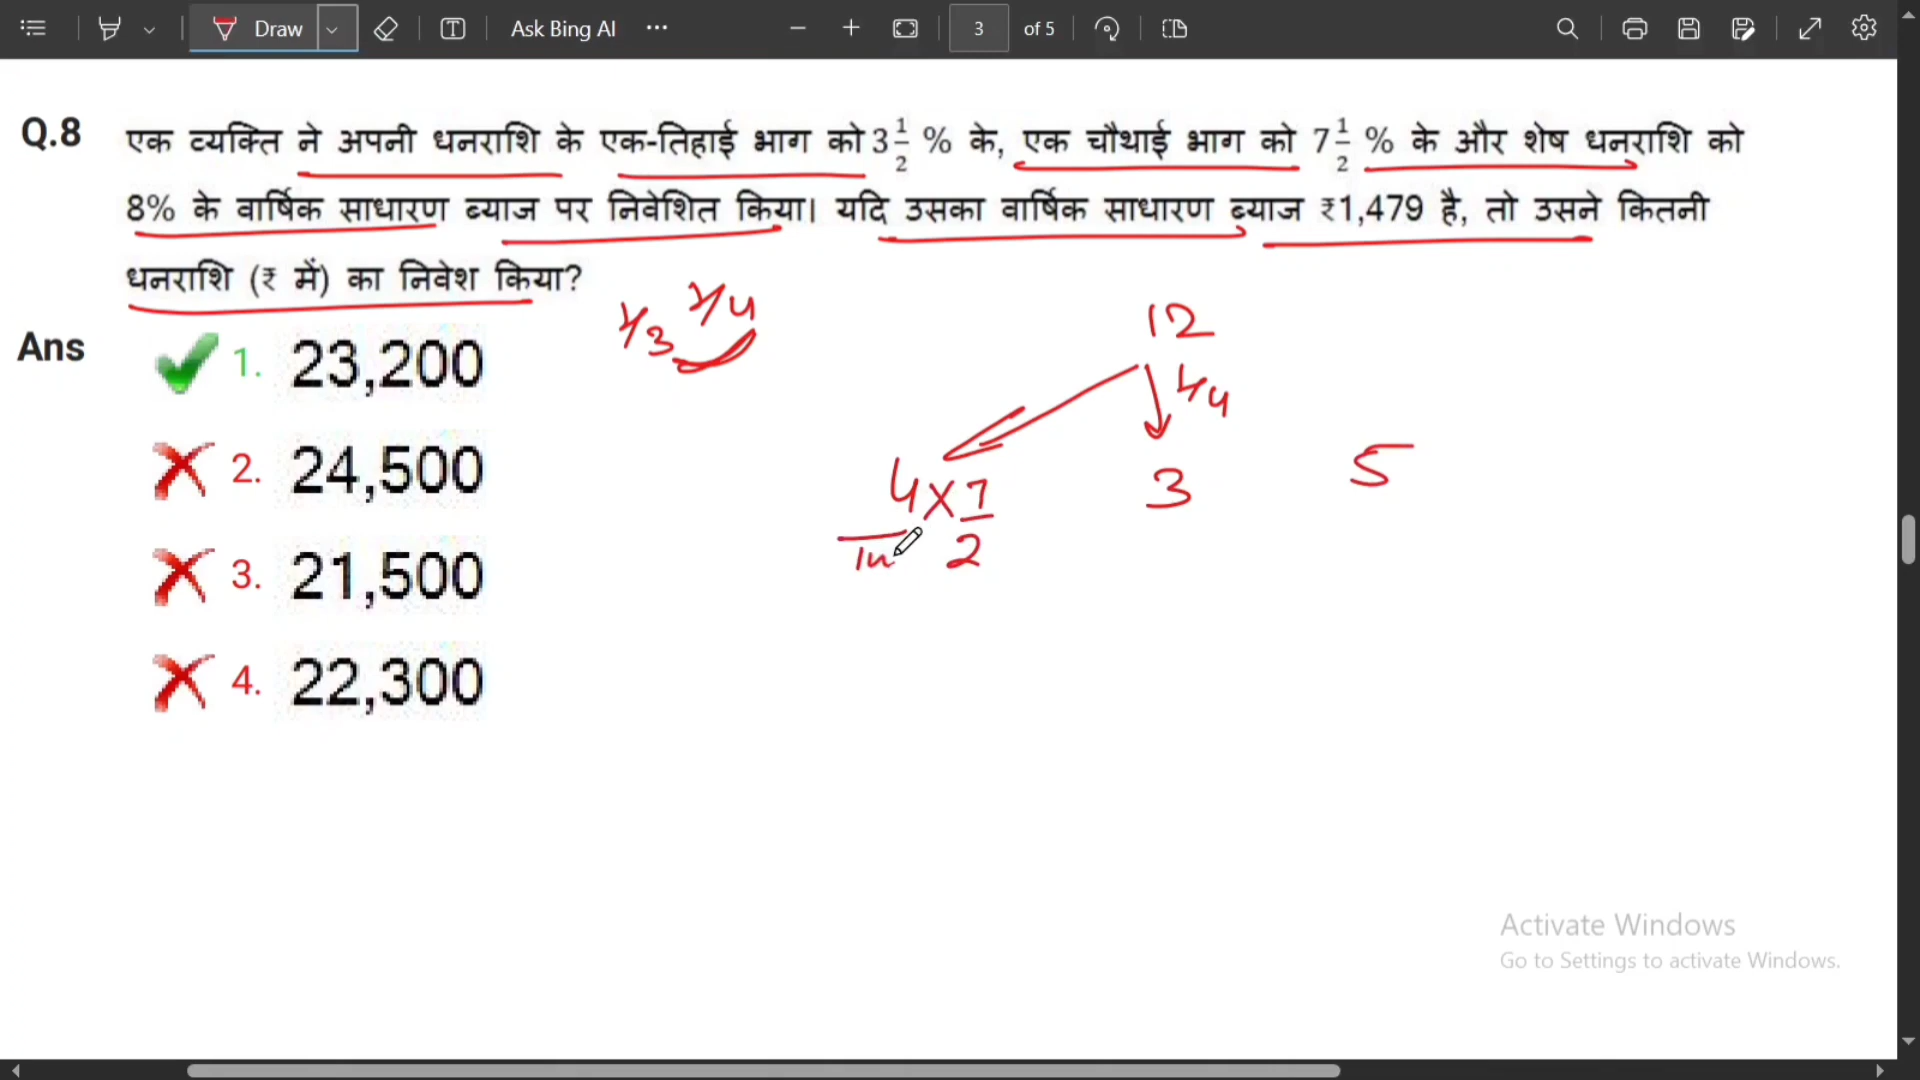 Draw
Ask Bing AI
3 of 5
Q.8 एक व्यक्ति ने अपनी धनराशि के एक-तिहाई भाग को 3 1/2 % के, एक चौथाई भाग को 7 1/2 % के और शेष धनराशि को
8% के वार्षिक साधारण ब्याज पर निवेशित किया। यदि उसका वार्षिक साधारण ब्याज ₹1,479 है, तो उसने कितनी
धनराशि (₹ में) का निवेश किया?
1/3 1/4
12
1/4
Ans
1. 23,200
2. 24,500
3. 21,500
4. 22,300
4 × 7/2
3
5
Activate Windows
Go to Settings to activate Windows.